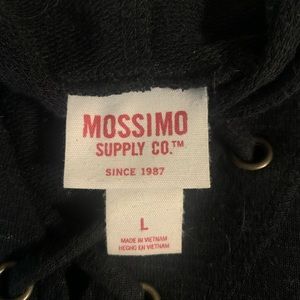 MOSSIMO
SUPPLY CO.™
SINCE 1987
L
MADE IN VIETNAM
HECHO EN VIETNAM